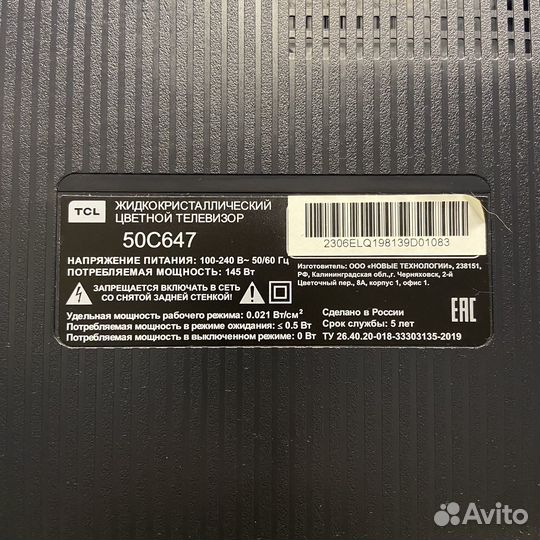 TCL
ЖИДКОКРИСТАЛЛИЧЕСКИЙ
ЦВЕТНОЙ ТЕЛЕВИЗОР
50C647
НАПРЯЖЕНИЕ ПИТАНИЯ: 100-240 В~ 50/60 Гц
ПОТРЕБЛЯЕМАЯ МОЩНОСТЬ: 145 Вт
ЗАПРЕЩАЕТСЯ ВКЛЮЧАТЬ В СЕТЬ
СО СНЯТОЙ ЗАДНЕЙ СТЕНКОЙ!
Удельная мощность рабочего режима: 0.021 Вт/см²
Потребляемая мощность в режиме ожидания: ≤ 0.5 Вт
Потребляемая мощность в выключенном режиме: 0 Вт
2306ELQ198139D01083
Изготовитель: ООО «НОВЫЕ ТЕХНОЛОГИИ», 238151,
РФ, Калининградская обл.,г. Черняховск, 2-й
Цветочный пер., 8А, корпус 1, офис 1.
EAC
Сделано в России
Срок службы: 5 лет
ТУ 26.40.20-018-33303135-2019
Avito